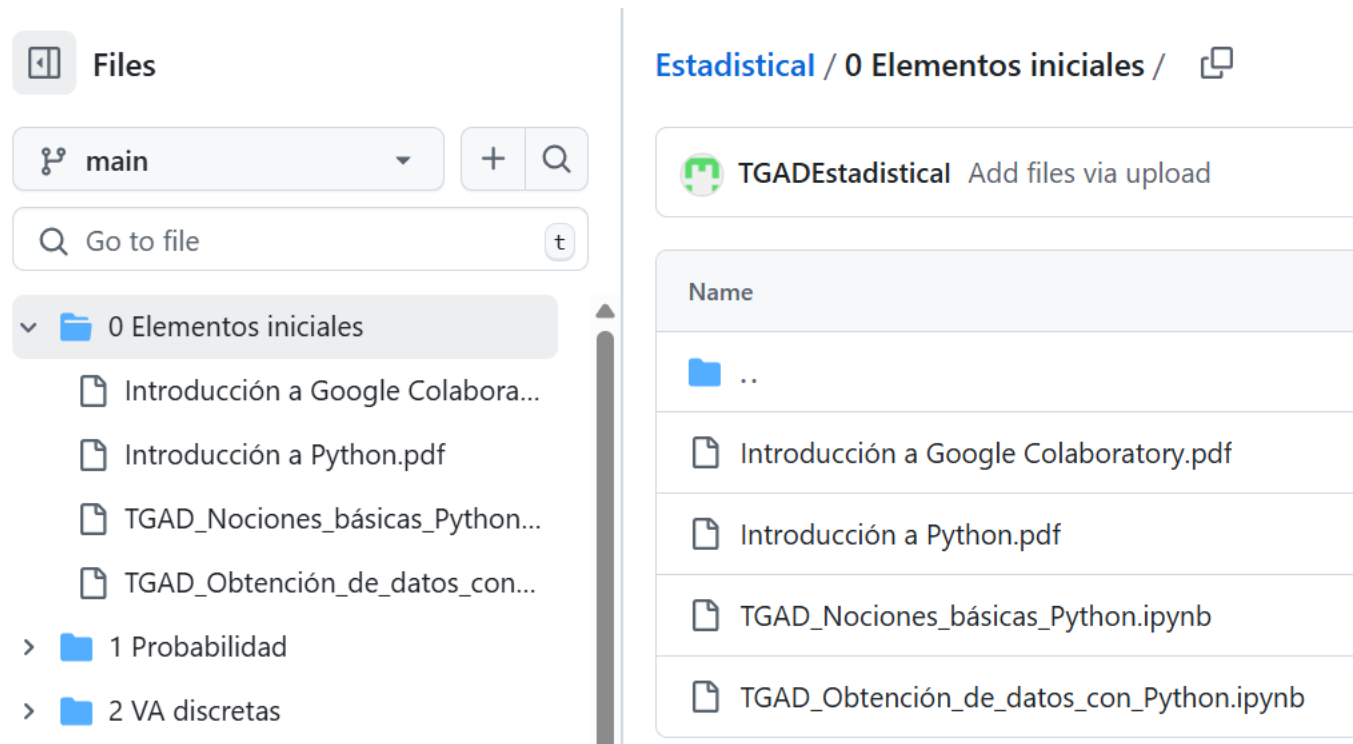 Files
main
Go to file
t
0 Elementos iniciales
Introducción a Google Colabora...
Introducción a Python.pdf
TGAD_Nociones_básicas_Python...
TGAD_Obtención_de_datos_con...
1 Probabilidad
2 VA discretas
EstadisticaI / 0 Elementos iniciales /
TGADEstadisticaI Add files via upload
Name
..
Introducción a Google Colaboratory.pdf
Introducción a Python.pdf
TGAD_Nociones_básicas_Python.ipynb
TGAD_Obtención_de_datos_con_Python.ipynb